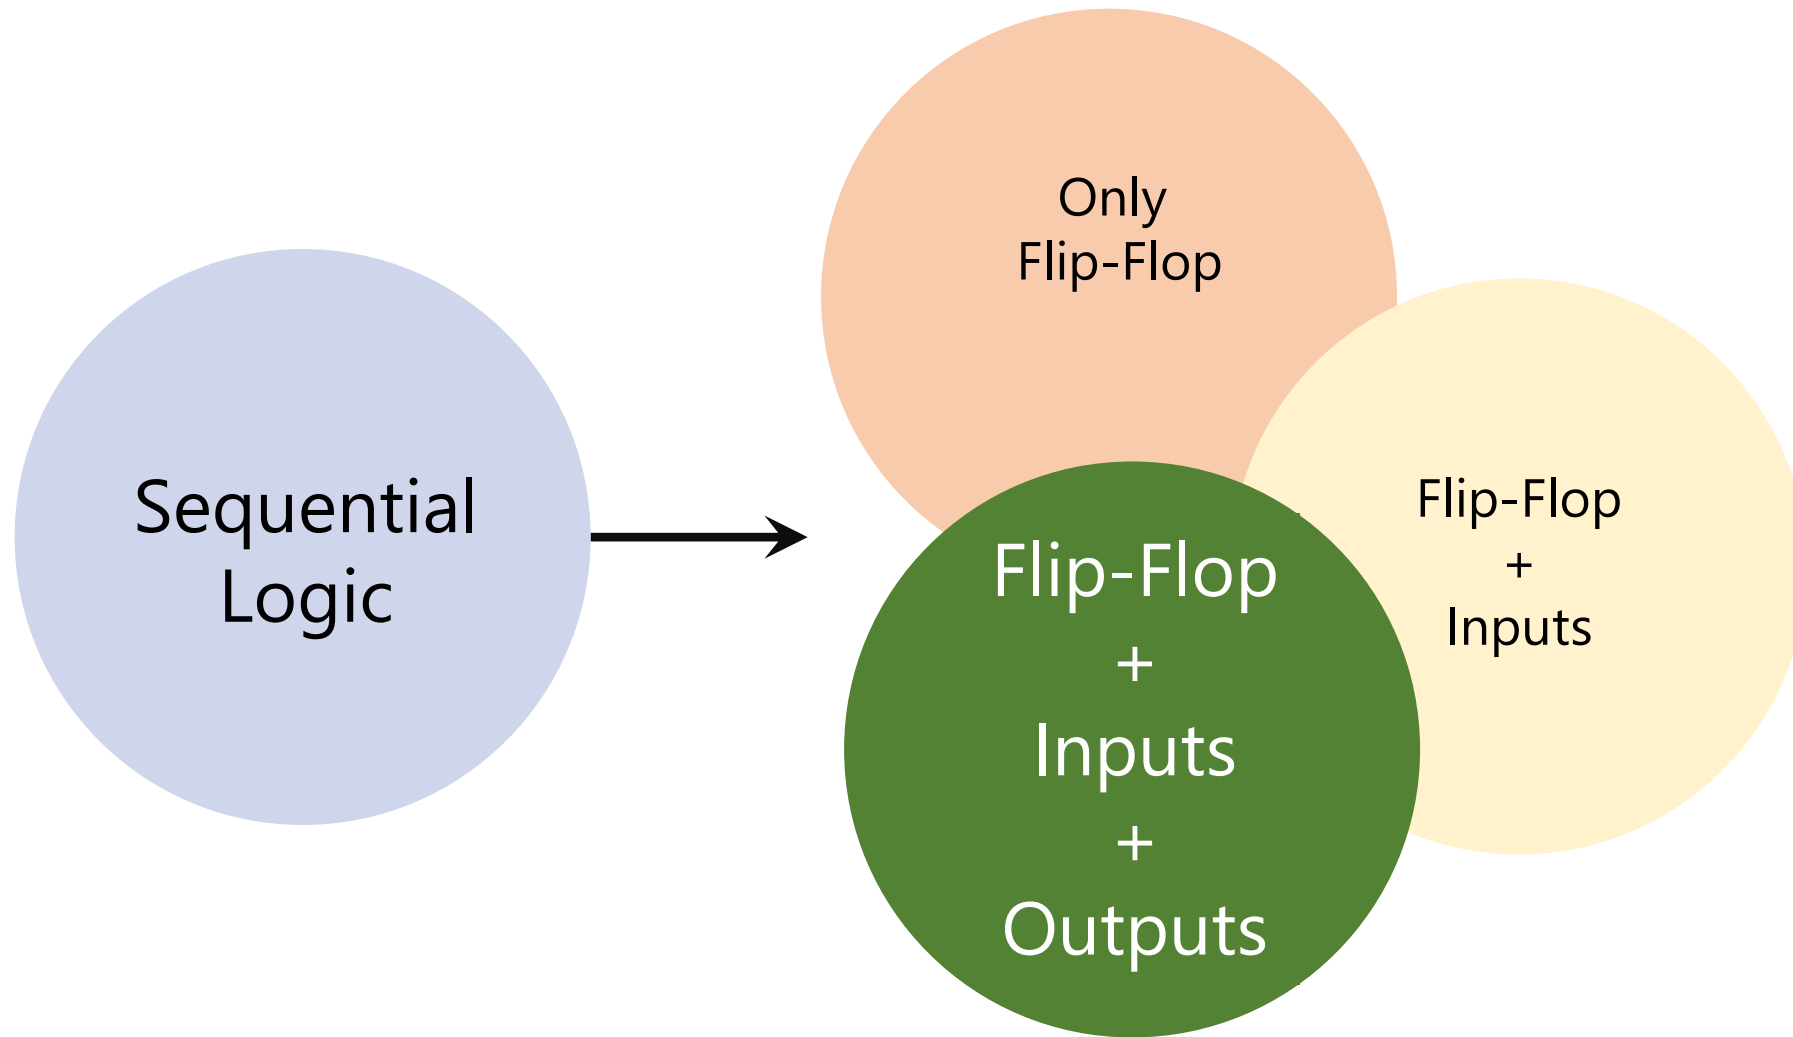 Sequential
Logic
Only
Flip-Flop
Flip-Flop
+
Inputs
Flip-Flop
+
Inputs
+
Outputs